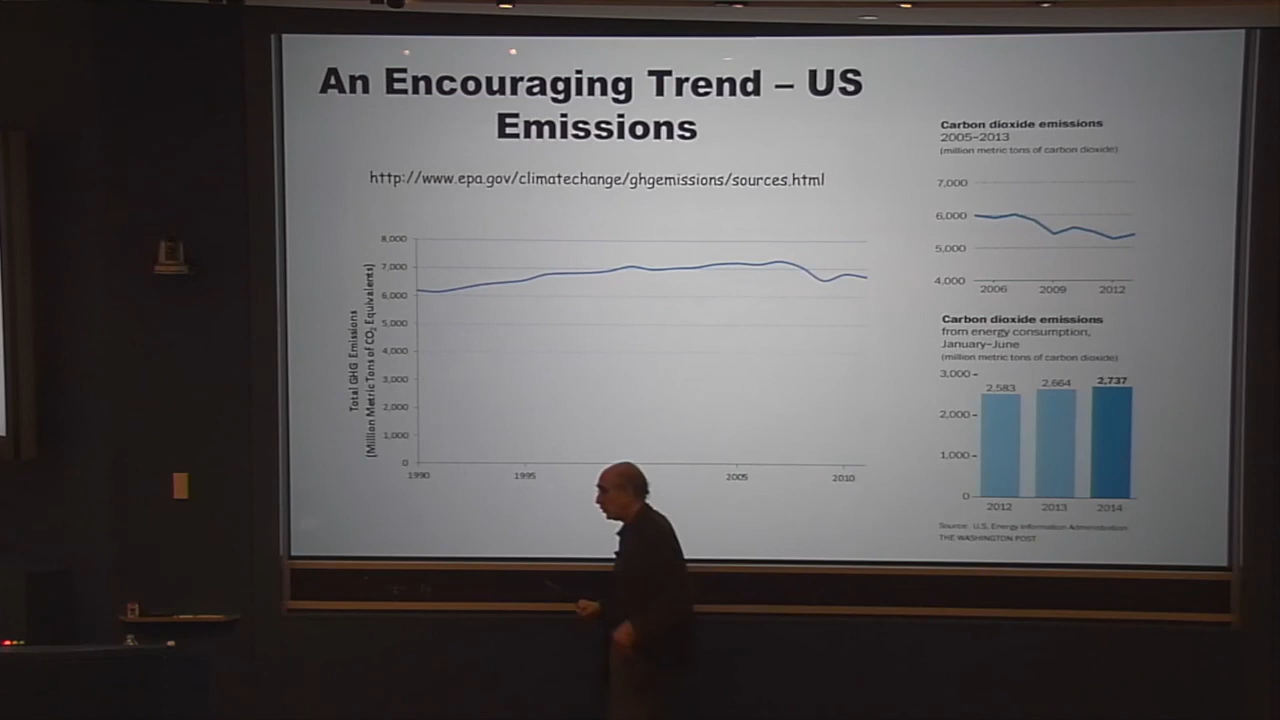 An Encouraging Trend – US
Emissions
http://www.epa.gov/climatechange/ghgemissions/sources.html
Total GHG Emissions
(Million Metric Tons of CO₂ Equivalents)
8,000
7,000
6,000
5,000
4,000
3,000
2,000
1,000
0
1990
1995
2005
2010
Carbon dioxide emissions
2005–2013
(million metric tons of carbon dioxide)
7,000
6,000
5,000
4,000
2006
2009
2012
Carbon dioxide emissions
from energy consumption,
January–June
(million metric tons of carbon dioxide)
3,000
2,000
1,000
0
2,583
2,664
2,737
2012
2013
2014
Source: U.S. Energy Information Administration
THE WASHINGTON POST